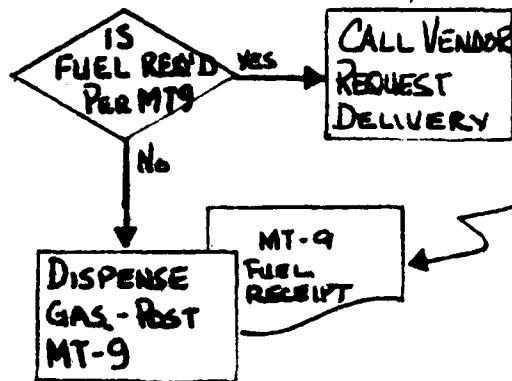 IS
FUEL REQ'D
PER MT9
YES
CALL VENDOR
REQUEST
DELIVERY
No
MT-9
FUEL
RECEIPT
DISPENSE
GAS-POST
MT-9